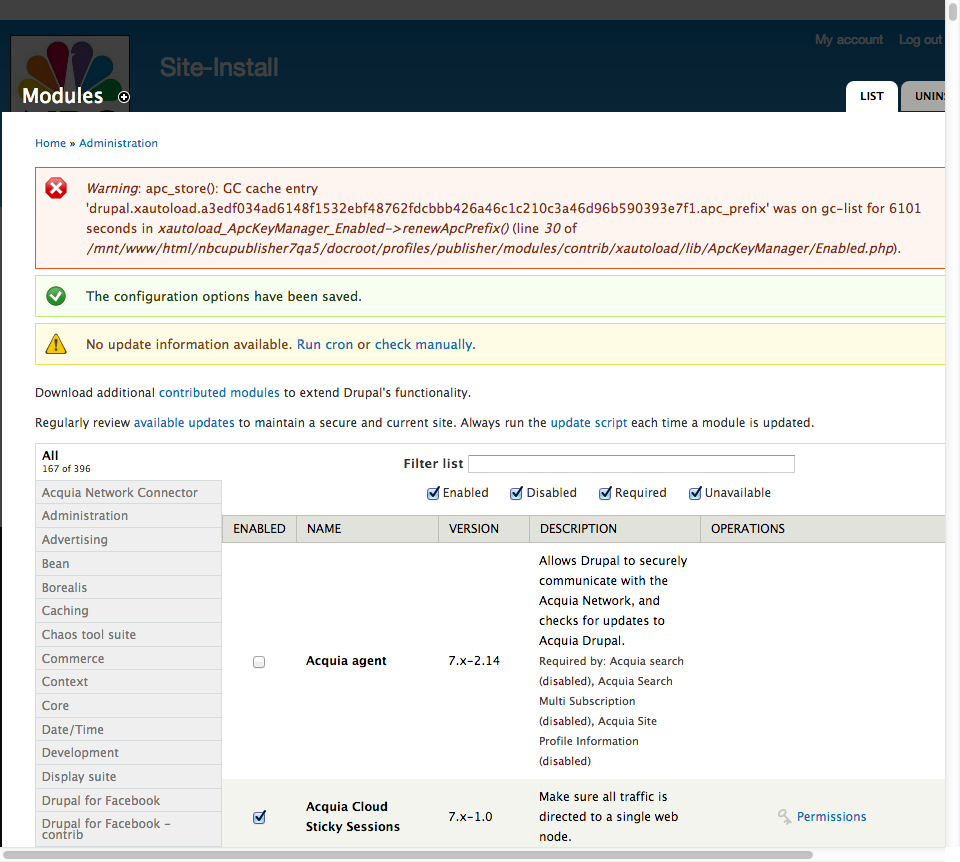 My account Log out
Site-Install
Modules
LIST
UNIN
Home » Administration
Warning: apc_store(): GC cache entry
'drupal.xautoload.a3edf034ad6148f1532ebf48762fdcbbb426a46c1c210c3a46d96b590393e7f1.apc_prefix' was on gc-list for 6101
seconds in xautoload_ApcKeyManager_Enabled->renewApcPrefix() (line 30 of
/mnt/www/html/nbcupublisher7qa5/docroot/profiles/publisher/modules/contrib/xautoload/lib/ApcKeyManager/Enabled.php).
The configuration options have been saved.
No update information available. Run cron or check manually.
Download additional contributed modules to extend Drupal's functionality.
Regularly review available updates to maintain a secure and current site. Always run the update script each time a module is updated.
All
167 of 396
Acquia Network Connector
Administration
Advertising
Bean
Borealis
Caching
Chaos tool suite
Commerce
Context
Core
Date/Time
Development
Display suite
Drupal for Facebook
Drupal for Facebook -
contrib
Filter list
Enabled Disabled Required Unavailable
ENABLED NAME VERSION DESCRIPTION OPERATIONS
Acquia agent
7.x-2.14
Allows Drupal to securely
communicate with the
Acquia Network, and
checks for updates to
Acquia Drupal.
Required by: Acquia search
(disabled), Acquia Search
Multi Subscription
(disabled), Acquia Site
Profile Information
(disabled)
Acquia Cloud
Sticky Sessions
7.x-1.0
Make sure all traffic is
directed to a single web
node.
Permissions